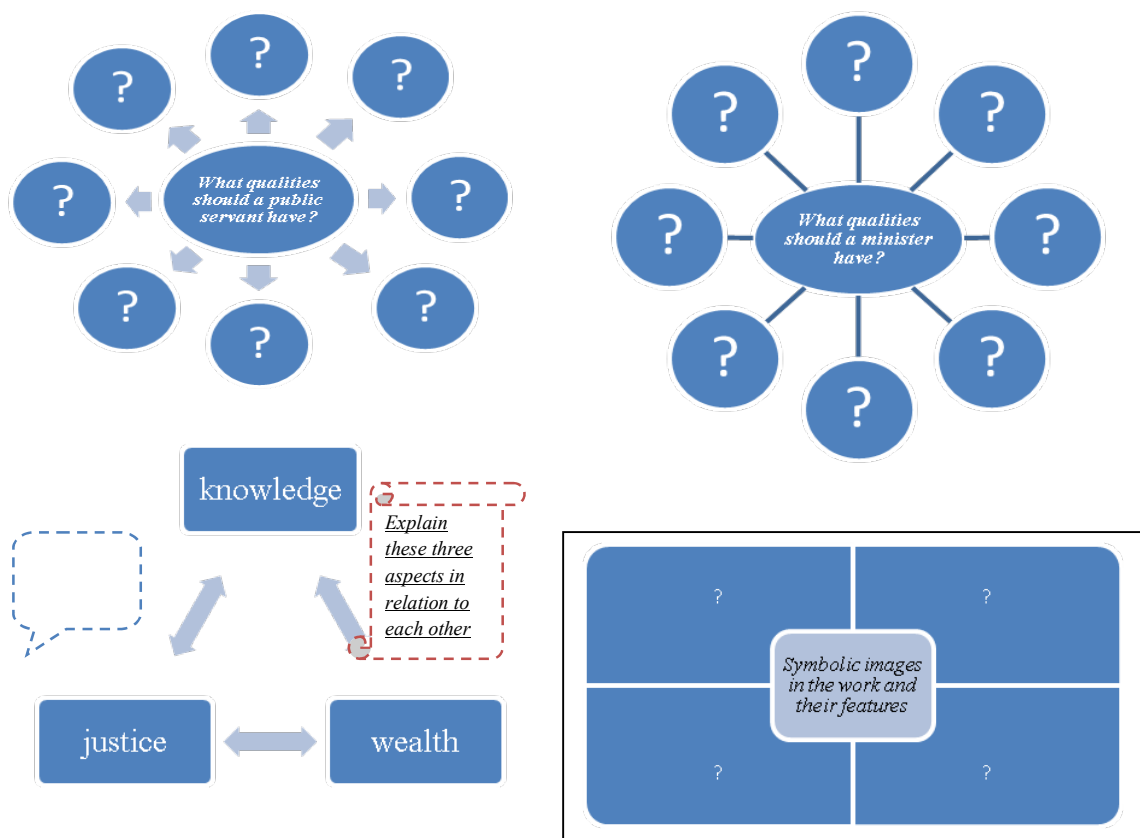 ?
?
?
?
What qualities
should a public
servant have?
?
?
?
?
?
?
?
?
What qualities
should a minister
have?
?
?
?
?
knowledge
Explain
these three
aspects in
relation to
each other
justice
wealth
?
?
Symbolic images
in the work and
their features
?
?